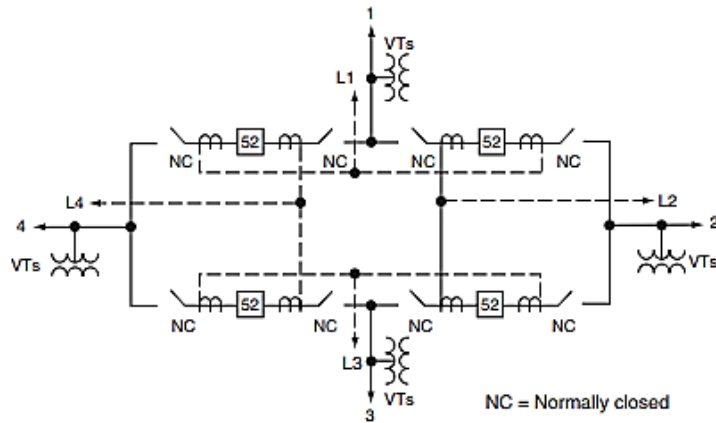 1
VTs
L1
52
52
NC
NC
NC
NC
L4
L2
4
2
VTs
VTs
52
52
NC
NC
NC
NC
L3
VTs
3
NC = Normally closed